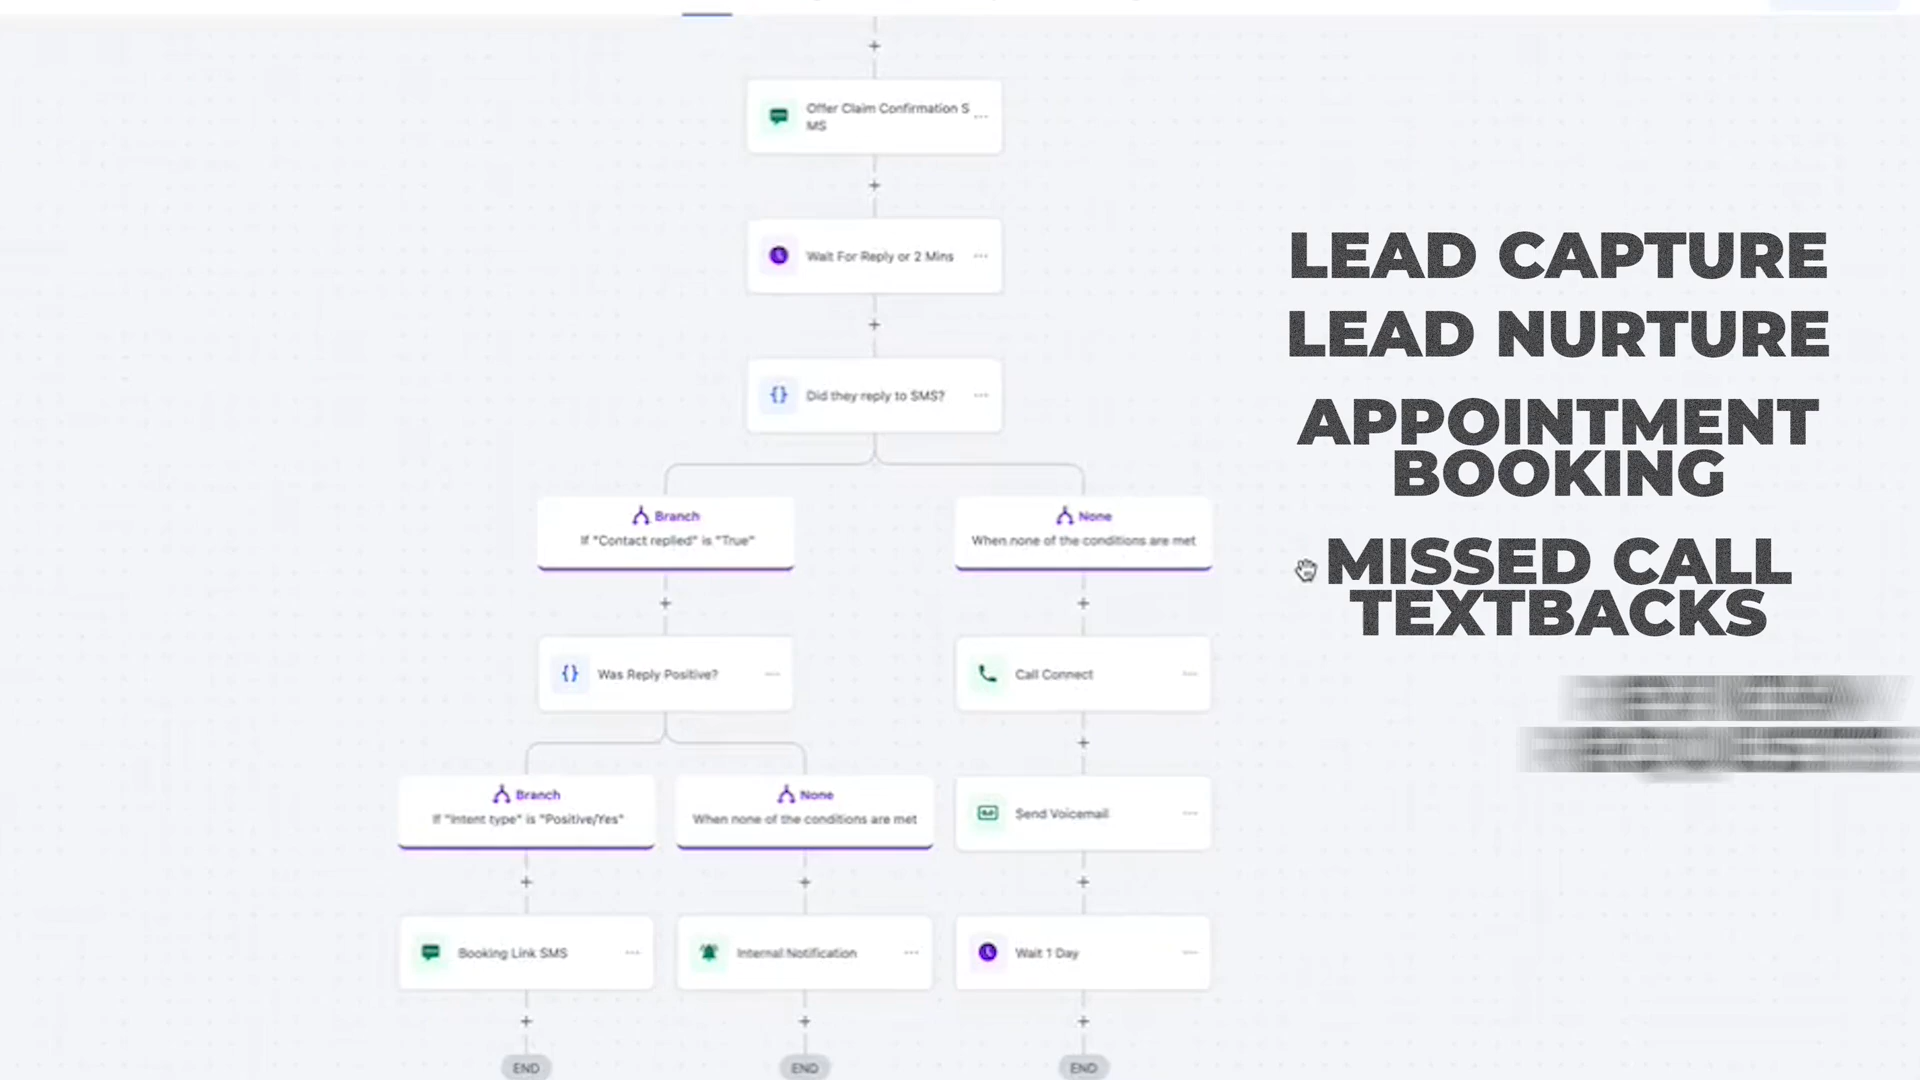 Offer Claim Confirmation S
MS
Wait For Reply or 2 Mins
Did they reply to SMS?
Branch
If "Contact replied" is "True"
None
When none of the conditions are met
Was Reply Positive?
Call Connect
Branch
If "Intent type" is "Positive/Yes"
None
When none of the conditions are met
Send Voicemail
Booking Link SMS
Internal Notification
Wait 1 Day
END
END
END
LEAD CAPTURE
LEAD NURTURE
APPOINTMENT
BOOKING
MISSED CALL
TEXTBACKS